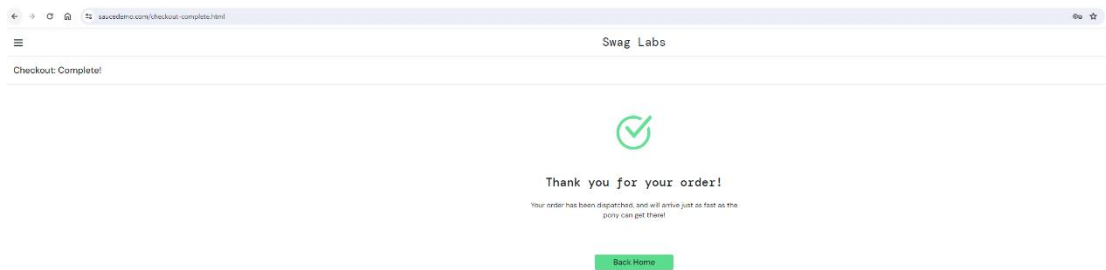 saucedemo.com/checkout-complete.html
Swag Labs
Checkout: Complete!
Thank you for your order!
Your order has been dispatched, and will arrive just as fast as the
pony can get there!
Back Home